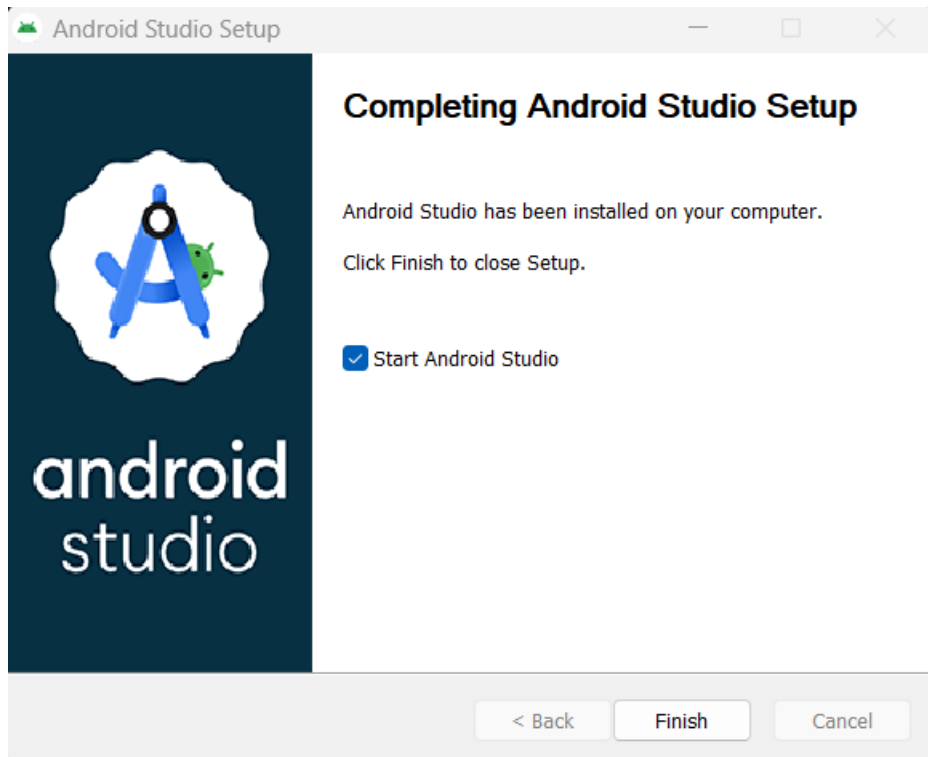 Android Studio Setup
Completing Android Studio Setup
Android Studio has been installed on your computer.
Click Finish to close Setup.
Start Android Studio
android
studio
< Back
Finish
Cancel